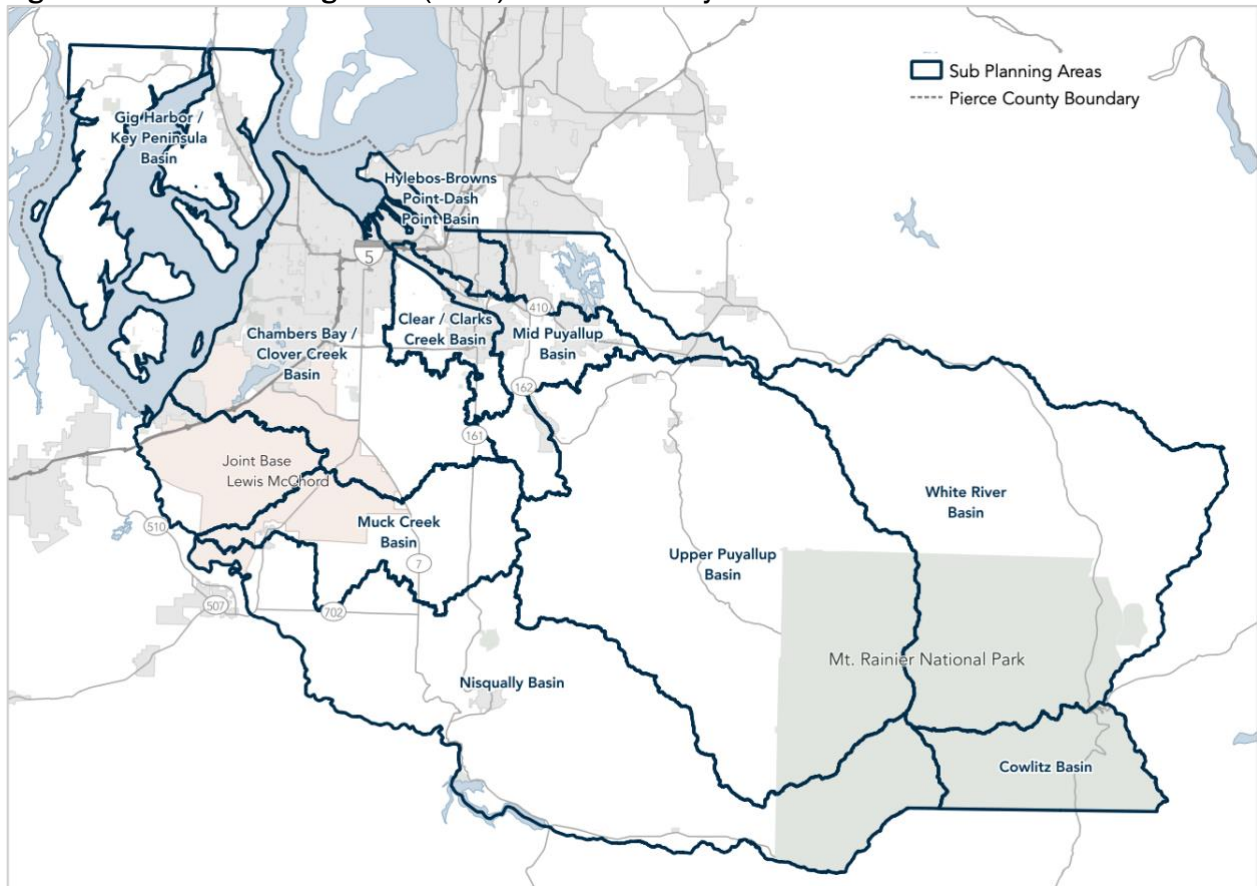 Sub Planning Areas
Pierce County Boundary
Gig Harbor /
Key Peninsula
Basin
Hylebos-Browns
Point-Dash
Point Basin
5
410
Chambers Bay /
Clover Creek
Basin
Clear / Clarks
Creek Basin
Mid Puyallup
Basin
162
161
Joint Base
Lewis McChord
White River
Basin
510
Muck Creek
Basin
Upper Puyallup
Basin
7
507
702
Mt. Rainier National Park
Nisqually Basin
Cowlitz Basin